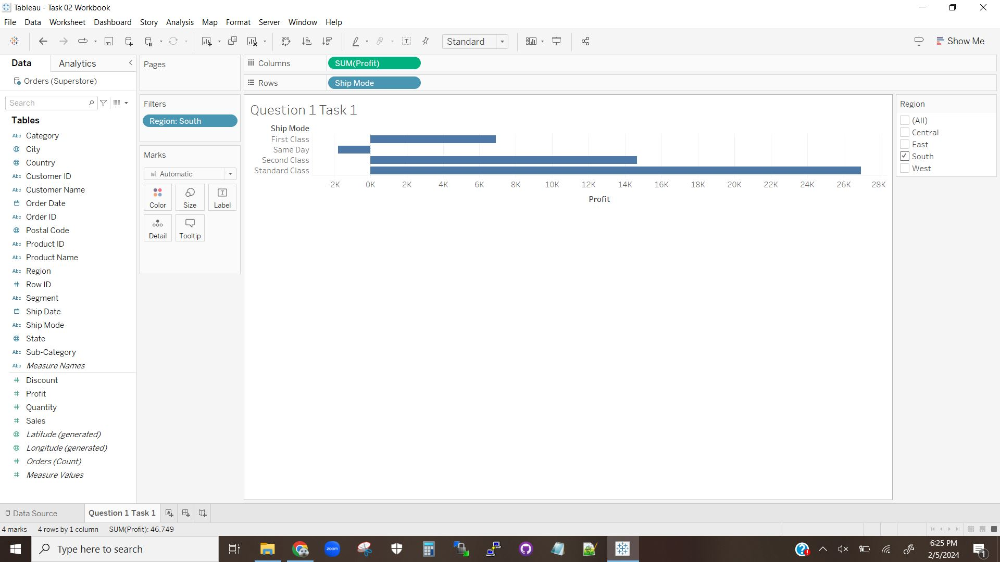 Tableau - Task 02 Workbook
File Data Worksheet Dashboard Story Analysis Map Format Server Window Help
Standard
Show Me
Data
Analytics
Orders (Superstore)
Search
Tables
Abc Category
City
Country
Abc Customer ID
Abc Customer Name
Order Date
Abc Order ID
Postal Code
Abc Product ID
Abc Product Name
Abc Region
# Row ID
Abc Segment
Ship Date
Abc Ship Mode
State
Abc Sub-Category
Abc Measure Names
# Discount
# Profit
# Quantity
# Sales
Latitude (generated)
Longitude (generated)
# Orders (Count)
# Measure Values
Pages
Filters
Region: South
Marks
Automatic
Color
Size
T
Label
Detail
Tooltip
Columns
SUM(Profit)
Rows
Ship Mode
Question 1 Task 1
Ship Mode
First Class
Same Day
Second Class
Standard Class
-2K 0K 2K 4K 6K 8K 10K 12K 14K 16K 18K 20K 22K 24K 26K 28K
Profit
Region
(All)
Central
East
South
West
Data Source
Question 1 Task 1
4 marks
4 rows by 1 column
SUM(Profit): 46,749
Type here to search
zoom
6:25 PM
2/5/2024
1